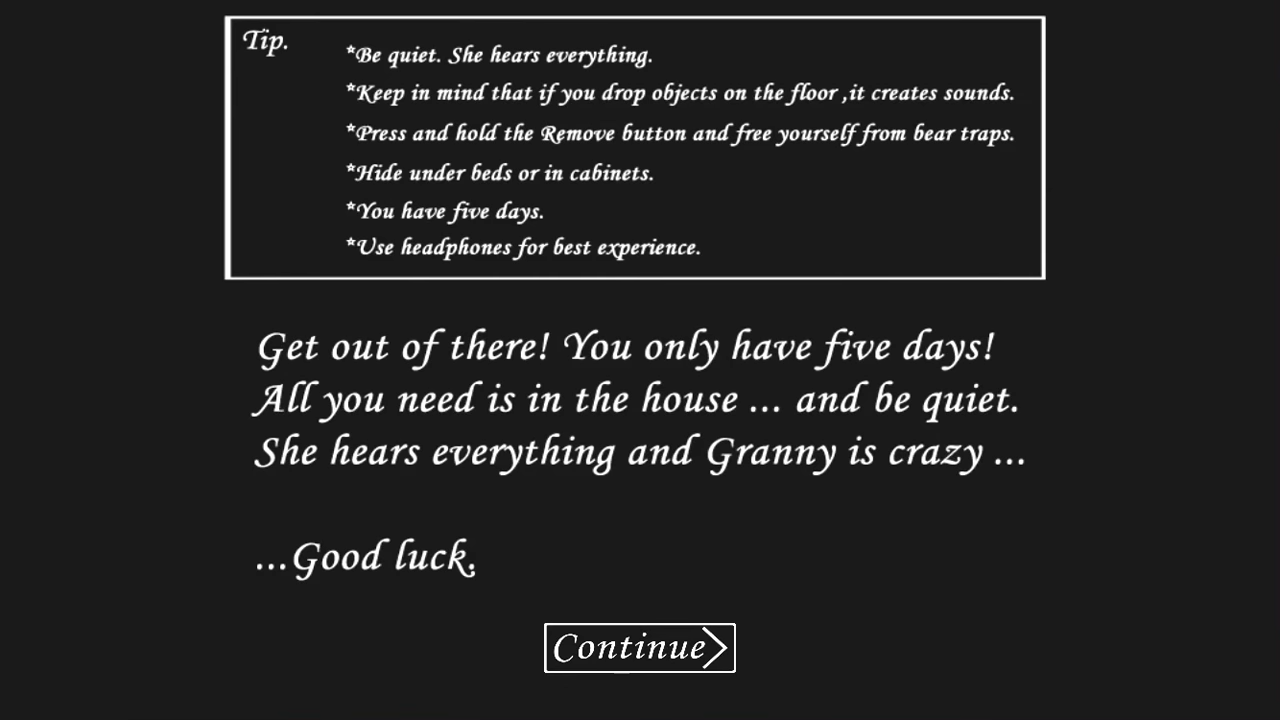 Tip.
*Be quiet. She hears everything.
*Keep in mind that if you drop objects on the floor ,it creates sounds.
*Press and hold the Remove button and free yourself from bear traps.
*Hide under beds or in cabinets.
*You have five days.
*Use headphones for best experience.
Get out of there! You only have five days!
All you need is in the house ... and be quiet.
She hears everything and Granny is crazy ...
...Good luck.
Continue>